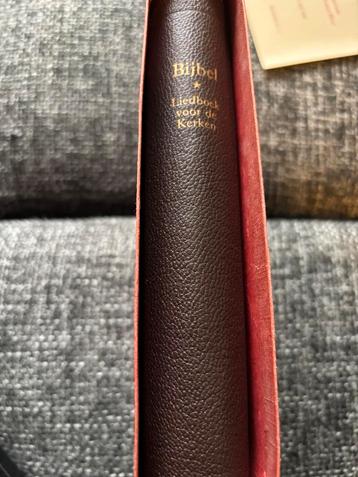 Bijbel
*
Liedboek
voor de
Kerken